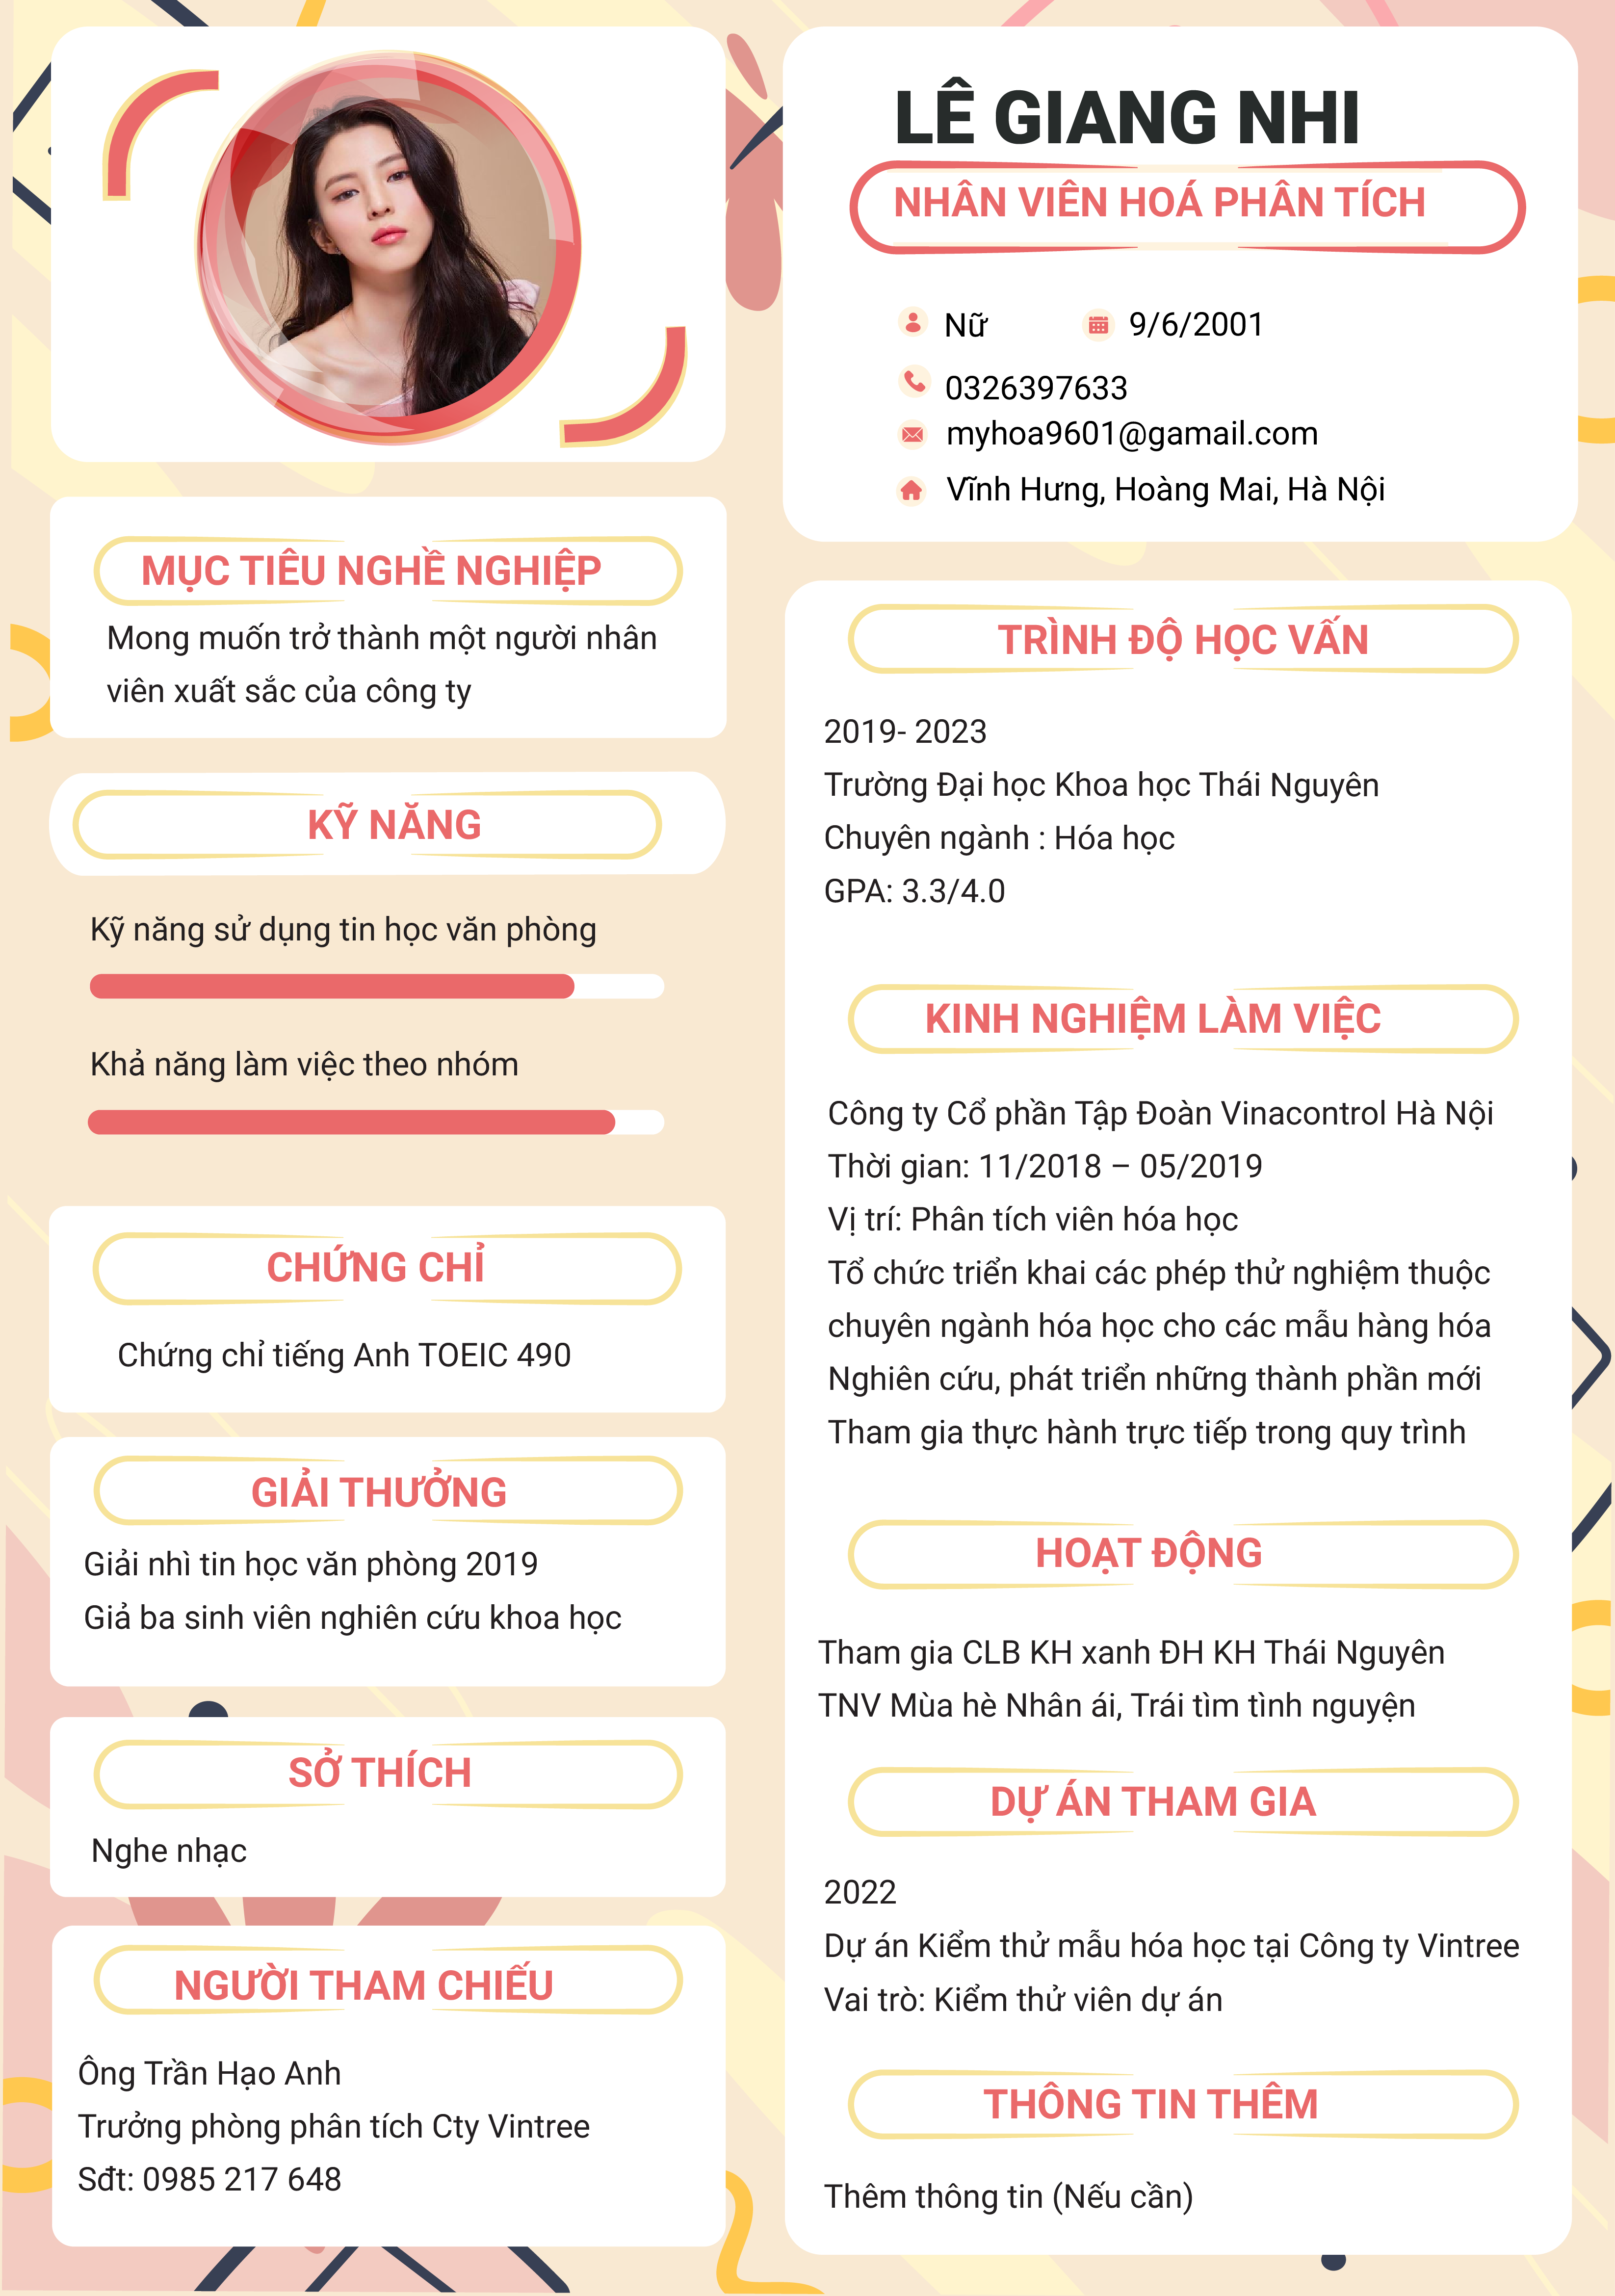 LÊ GIANG NHI
NHÂN VIÊN HOÁ PHÂN TÍCH
Nữ
9/6/2001
0326397633
myhoa9601@gamail.com
Vĩnh Hưng, Hoàng Mai, Hà Nội
MỤC TIÊU NGHỀ NGHIỆP
Mong muốn trở thành một người nhân
viên xuất sắc của công ty
KỸ NĂNG
Kỹ năng sử dụng tin học văn phòng
Khả năng làm việc theo nhóm
CHỨNG CHỈ
Chứng chỉ tiếng Anh TOEIC 490
GIẢI THƯỞNG
Giải nhì tin học văn phòng 2019
Giả ba sinh viên nghiên cứu khoa học
SỞ THÍCH
Nghe nhạc
NGƯỜI THAM CHIẾU
Ông Trần Hạo Anh
Trưởng phòng phân tích Cty Vintree
Sđt: 0985 217 648
TRÌNH ĐỘ HỌC VẤN
2019- 2023
Trường Đại học Khoa học Thái Nguyên
Chuyên ngành : Hóa học
GPA: 3.3/4.0
KINH NGHIỆM LÀM VIỆC
Công ty Cổ phần Tập Đoàn Vinacontrol Hà Nội
Thời gian: 11/2018 – 05/2019
Vị trí: Phân tích viên hóa học
Tổ chức triển khai các phép thử nghiệm thuộc
chuyên ngành hóa học cho các mẫu hàng hóa
Nghiên cứu, phát triển những thành phần mới
Tham gia thực hành trực tiếp trong quy trình
HOẠT ĐỘNG
Tham gia CLB KH xanh ĐH KH Thái Nguyên
TNV Mùa hè Nhân ái, Trái tìm tình nguyện
DỰ ÁN THAM GIA
2022
Dự án Kiểm thử mẫu hóa học tại Công ty Vintree
Vai trò: Kiểm thử viên dự án
THÔNG TIN THÊM
Thêm thông tin (Nếu cần)